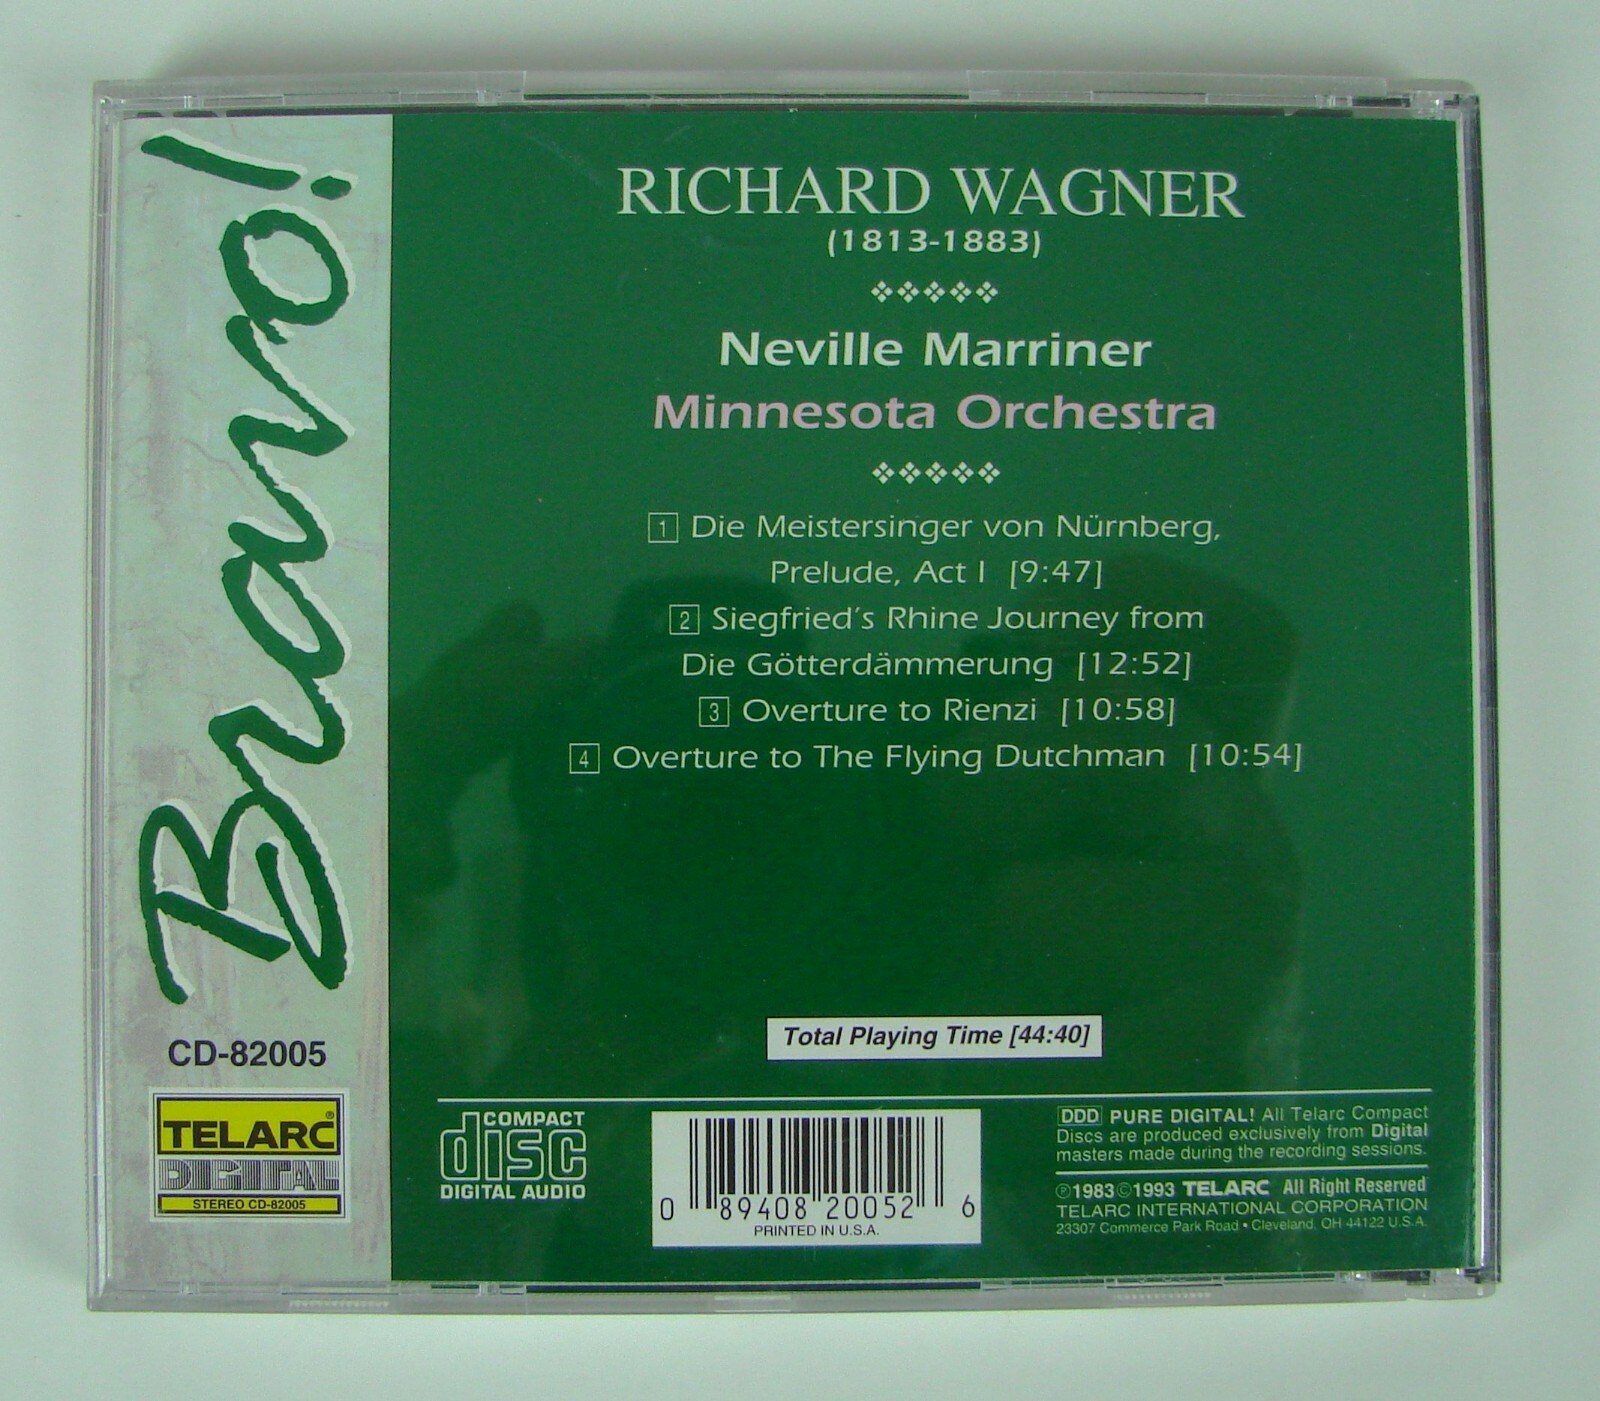 Bravo!
CD-82005
TELARC®
DIGITAL
STEREO CD-82005
RICHARD WAGNER
(1813-1883)
Neville Marriner
Minnesota Orchestra
1 Die Meistersinger von Nürnberg,
Prelude, Act I [9:47]
2 Siegfried's Rhine Journey from
Die Götterdämmerung [12:52]
3 Overture to Rienzi [10:58]
4 Overture to The Flying Dutchman [10:54]
Total Playing Time [44:40]
COMPACT
disc
DIGITAL AUDIO
0 89408 20052 6
PRINTED IN U.S.A.
DDD PURE DIGITAL! All Telarc Compact
Discs are produced exclusively from Digital
masters made during the recording sessions.
℗1983©1993 TELARC All Right Reserved
TELARC INTERNATIONAL CORPORATION
23307 Commerce Park Road • Cleveland, OH 44122 U.S.A.